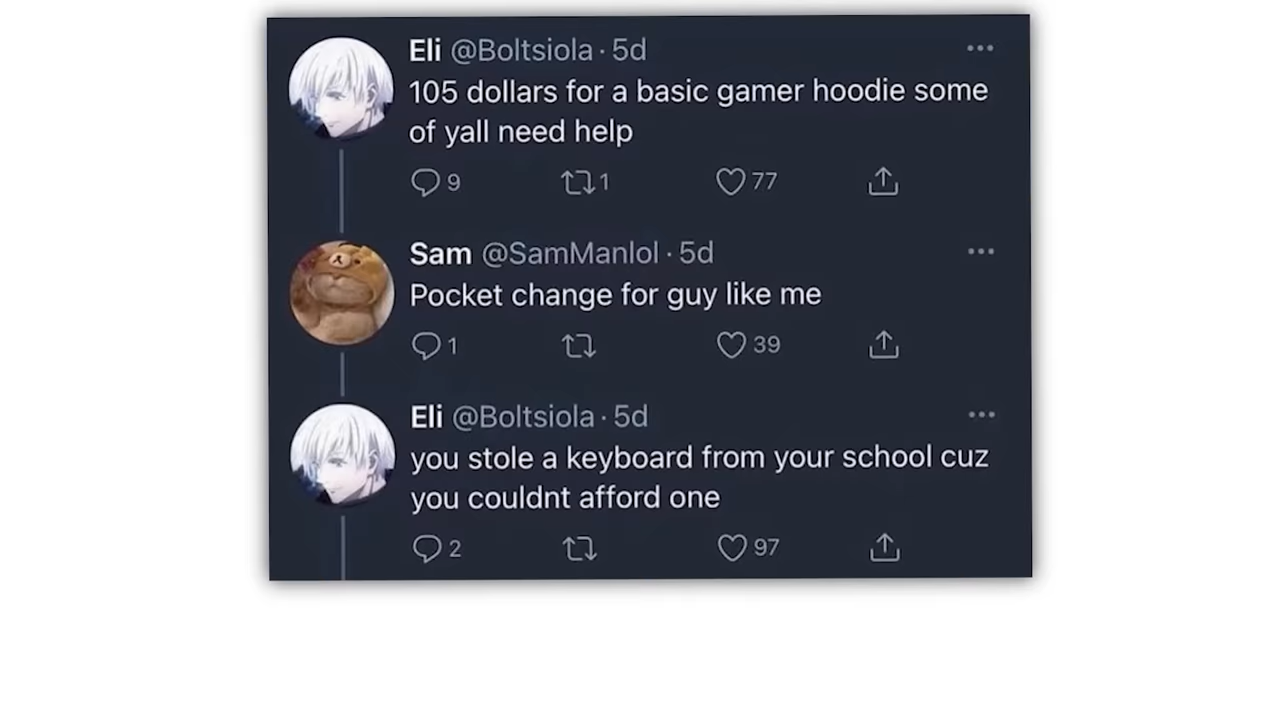 Eli @Boltsiola · 5d
105 dollars for a basic gamer hoodie some
of yall need help
9 1 77
Sam @SamManlol · 5d
Pocket change for guy like me
1 39
Eli @Boltsiola · 5d
you stole a keyboard from your school cuz
you couldnt afford one
2 97